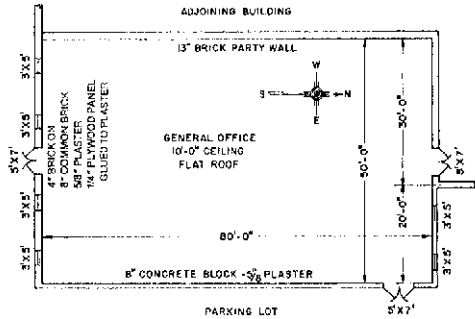 ADJOINING BUILDING
13" BRICK PARTY WALL
W
S
N
E
3'X5'
3'X5'
5'X7'
3'X5'
3'X5'
4" BRICK ON
8" COMMON BRICK
5/8" PLASTER
1/4" PLYWOOD PANEL
GLUED TO PLASTER
GENERAL OFFICE
10'-0" CEILING
FLAT ROOF
50'-0"
30'-0"
20'-0"
8'X7'
3'X5'
3'X5'
80'-0"
8" CONCRETE BLOCK - 5/8 PLASTER
5'X7'
PARKING LOT